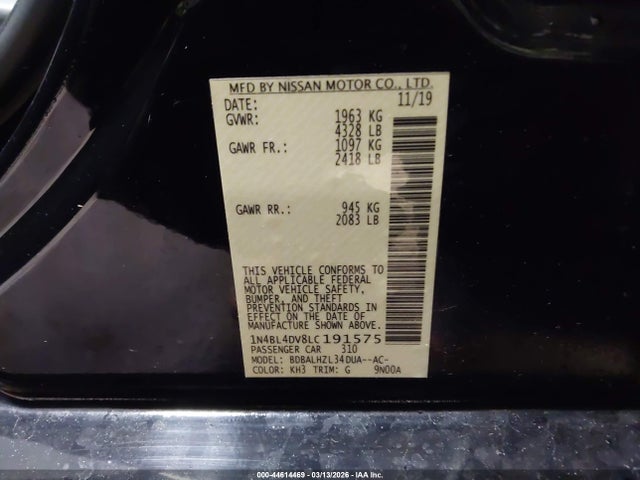 MFD BY NISSAN MOTOR CO., LTD.
DATE: 11/19
GVWR: 1963 KG
4328 LB
GAWR FR.: 1097 KG
2418 LB
GAWR RR.: 945 KG
2083 LB
THIS VEHICLE CONFORMS TO
ALL APPLICABLE FEDERAL
MOTOR VEHICLE SAFETY,
BUMPER, AND THEFT
PREVENTION STANDARDS IN
EFFECT ON THE DATE OF
MANUFACTURE SHOWN ABOVE.
1N4BL4DV8LC191575
PASSENGER CAR 310
MODEL: BDBALHZL34DUA--AC-
COLOR: KH3 TRIM: G 9N00A
000-44614469 - 03/13/2026 - IAA Inc.